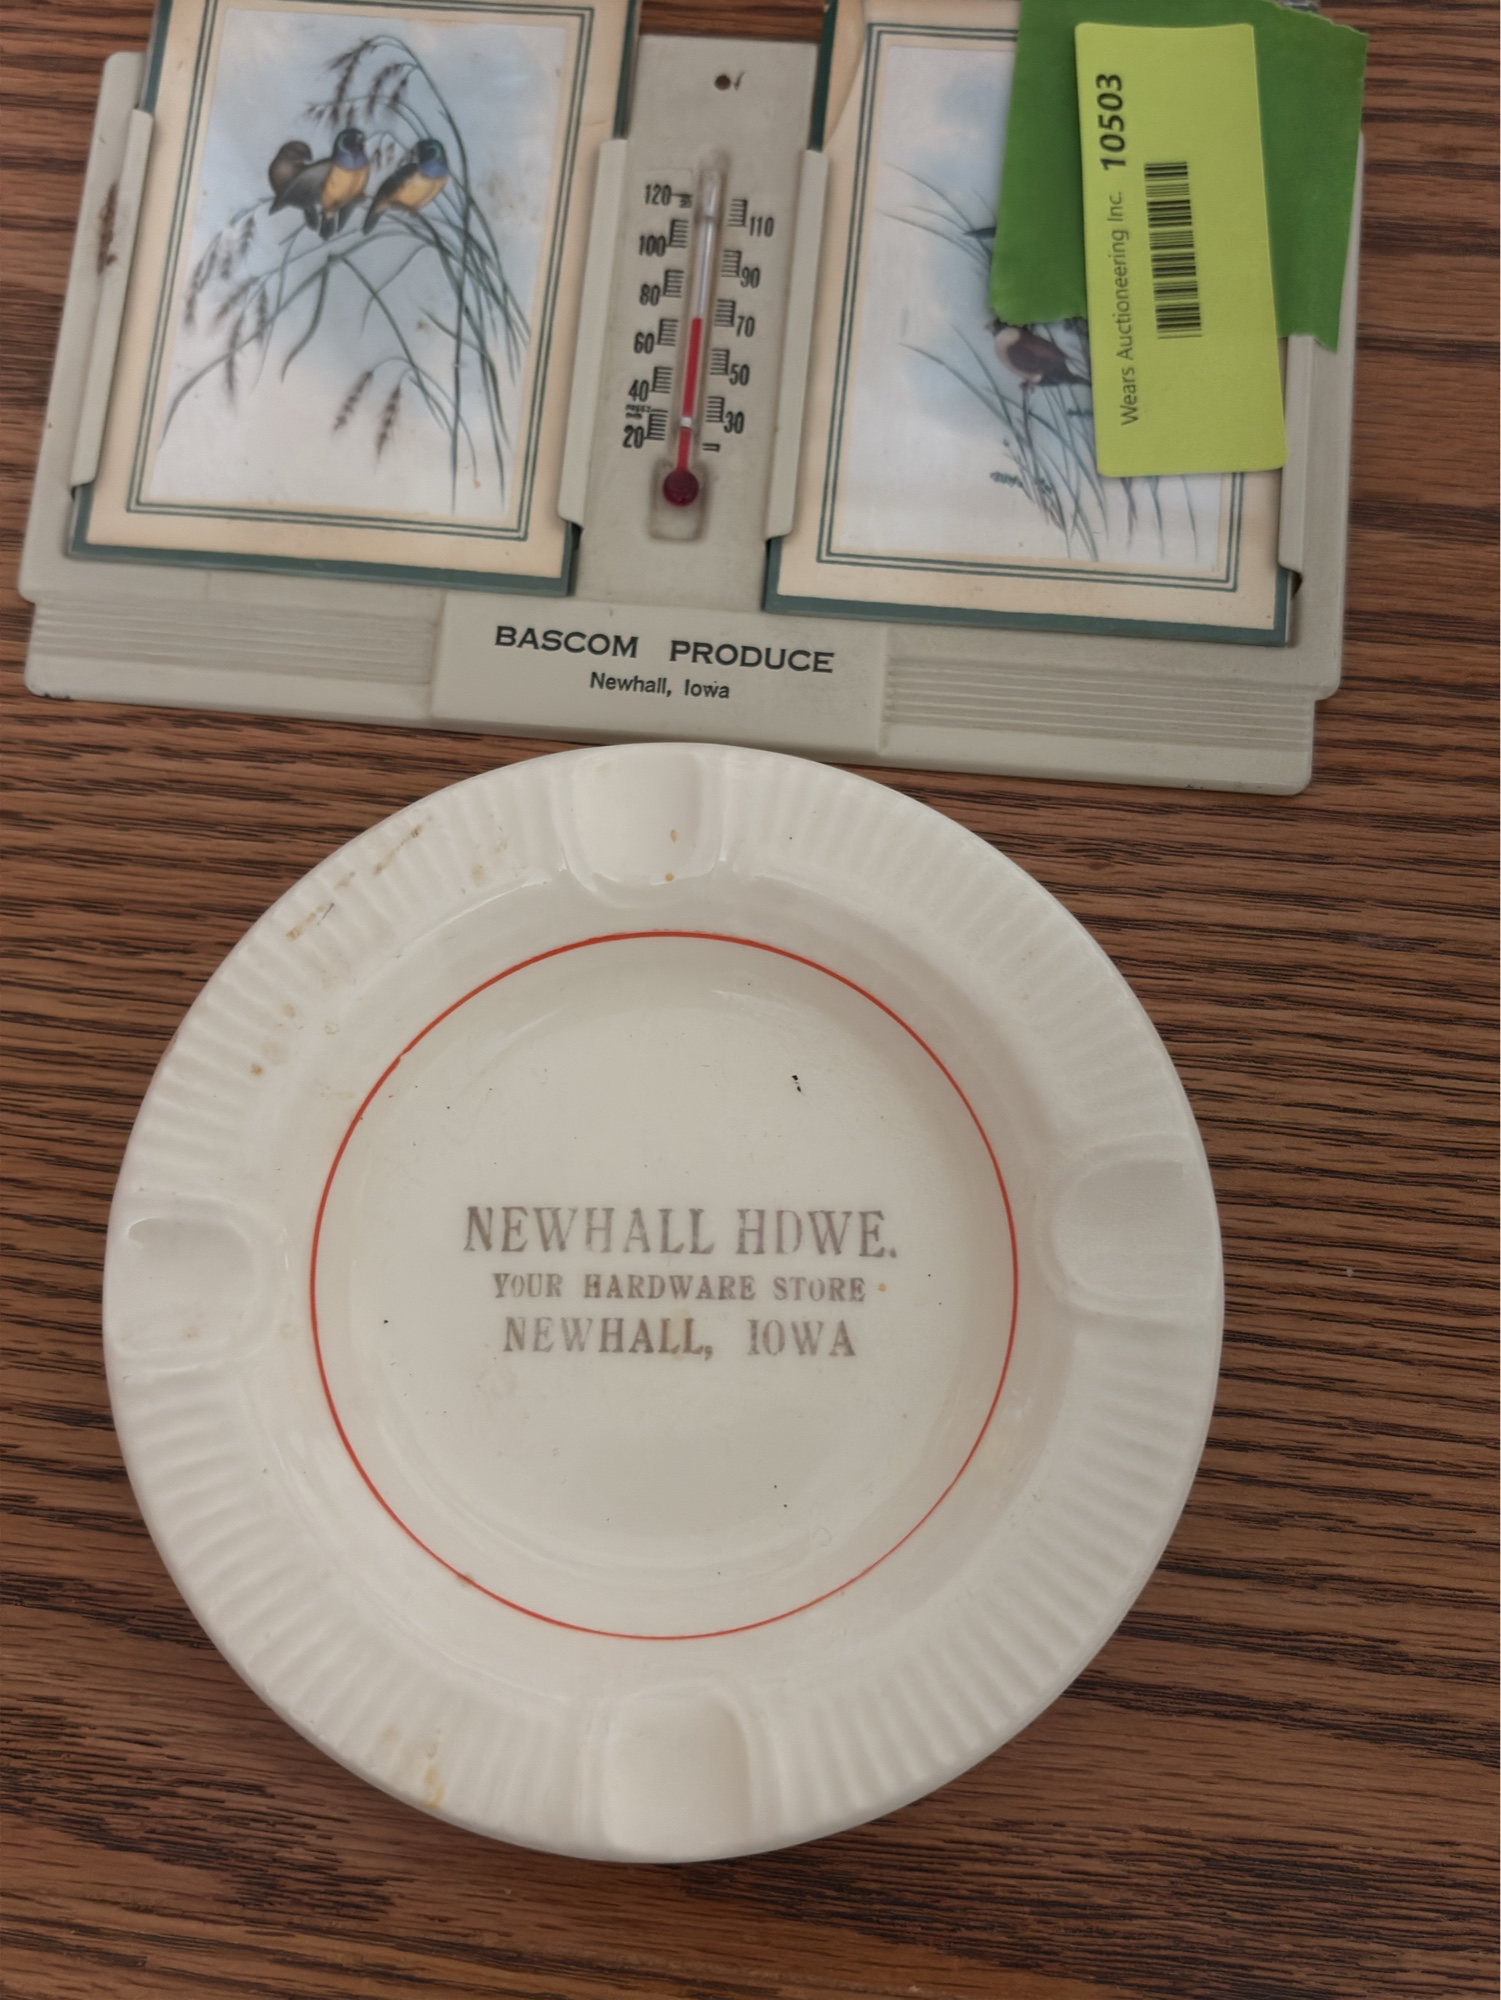 120
110
100
90
80
70
60
50
40
30
20
BASCOM PRODUCE
Newhall, Iowa
Wears Auctioneering Inc. 10503
NEWHALL HDWE.
YOUR HARDWARE STORE
NEWHALL, IOWA